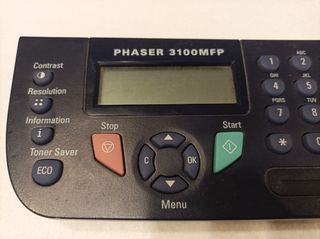 PHASER 3100MFP
Contrast
Resolution
Information
i
Toner Saver
ECO
Stop
Start
C
OK
Menu
ABC
1
2
GHI
JKL
4
5
PQRS
TUV
7
8
*